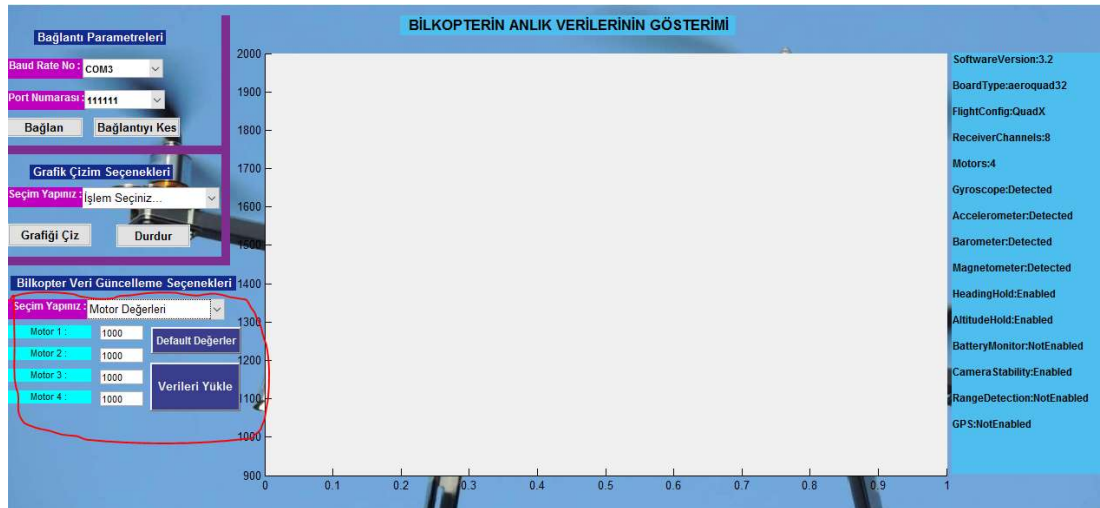 BİLKOPTERİN ANLIK VERİLERİNİN GÖSTERİMİ
Bağlantı Parametreleri
Baud Rate No : COM3
Port Numarası : 111111
Bağlan Bağlantıyı Kes
Grafik Çizim Seçenekleri
Seçim Yapınız : İşlem Seçiniz...
Grafiği Çiz Durdur
Bilkopter Veri Güncelleme Seçenekleri
Seçim Yapınız : Motor Değerleri
Motor 1 : 1000
Motor 2 : 1000
Motor 3 : 1000
Motor 4 : 1000
Default Değerler
Verileri Yükle
2000
1900
1800
1700
1600
1500
1400
1300
1200
1100
1000
900
0 0.1 0.2 0.3 0.4 0.5 0.6 0.7 0.8 0.9 1
SoftwareVersion:3.2
BoardType:aeroquad32
FlightConfig:QuadX
ReceiverChannels:8
Motors:4
Gyroscope:Detected
Accelerometer:Detected
Barometer:Detected
Magnetometer:Detected
HeadingHold:Enabled
AltitudeHold:Enabled
BatteryMonitor:NotEnabled
CameraStability:Enabled
RangeDetection:NotEnabled
GPS:NotEnabled